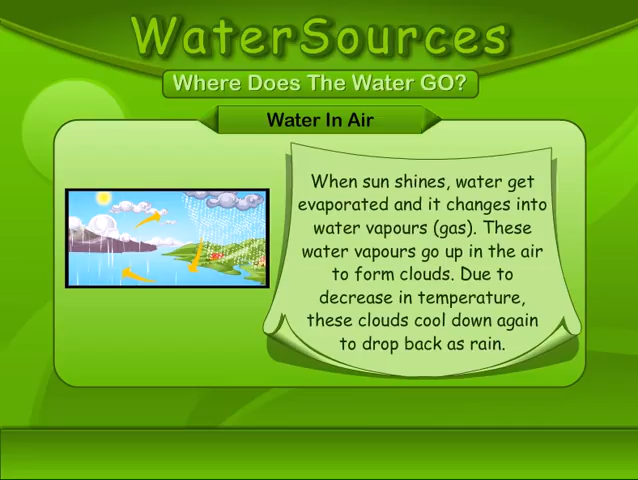 WaterSources
Where Does The Water GO?
Water In Air
When sun shines, water get
evaporated and it changes into
water vapours (gas). These
water vapours go up in the air
to form clouds. Due to
decrease in temperature,
these clouds cool down again
to drop back as rain.